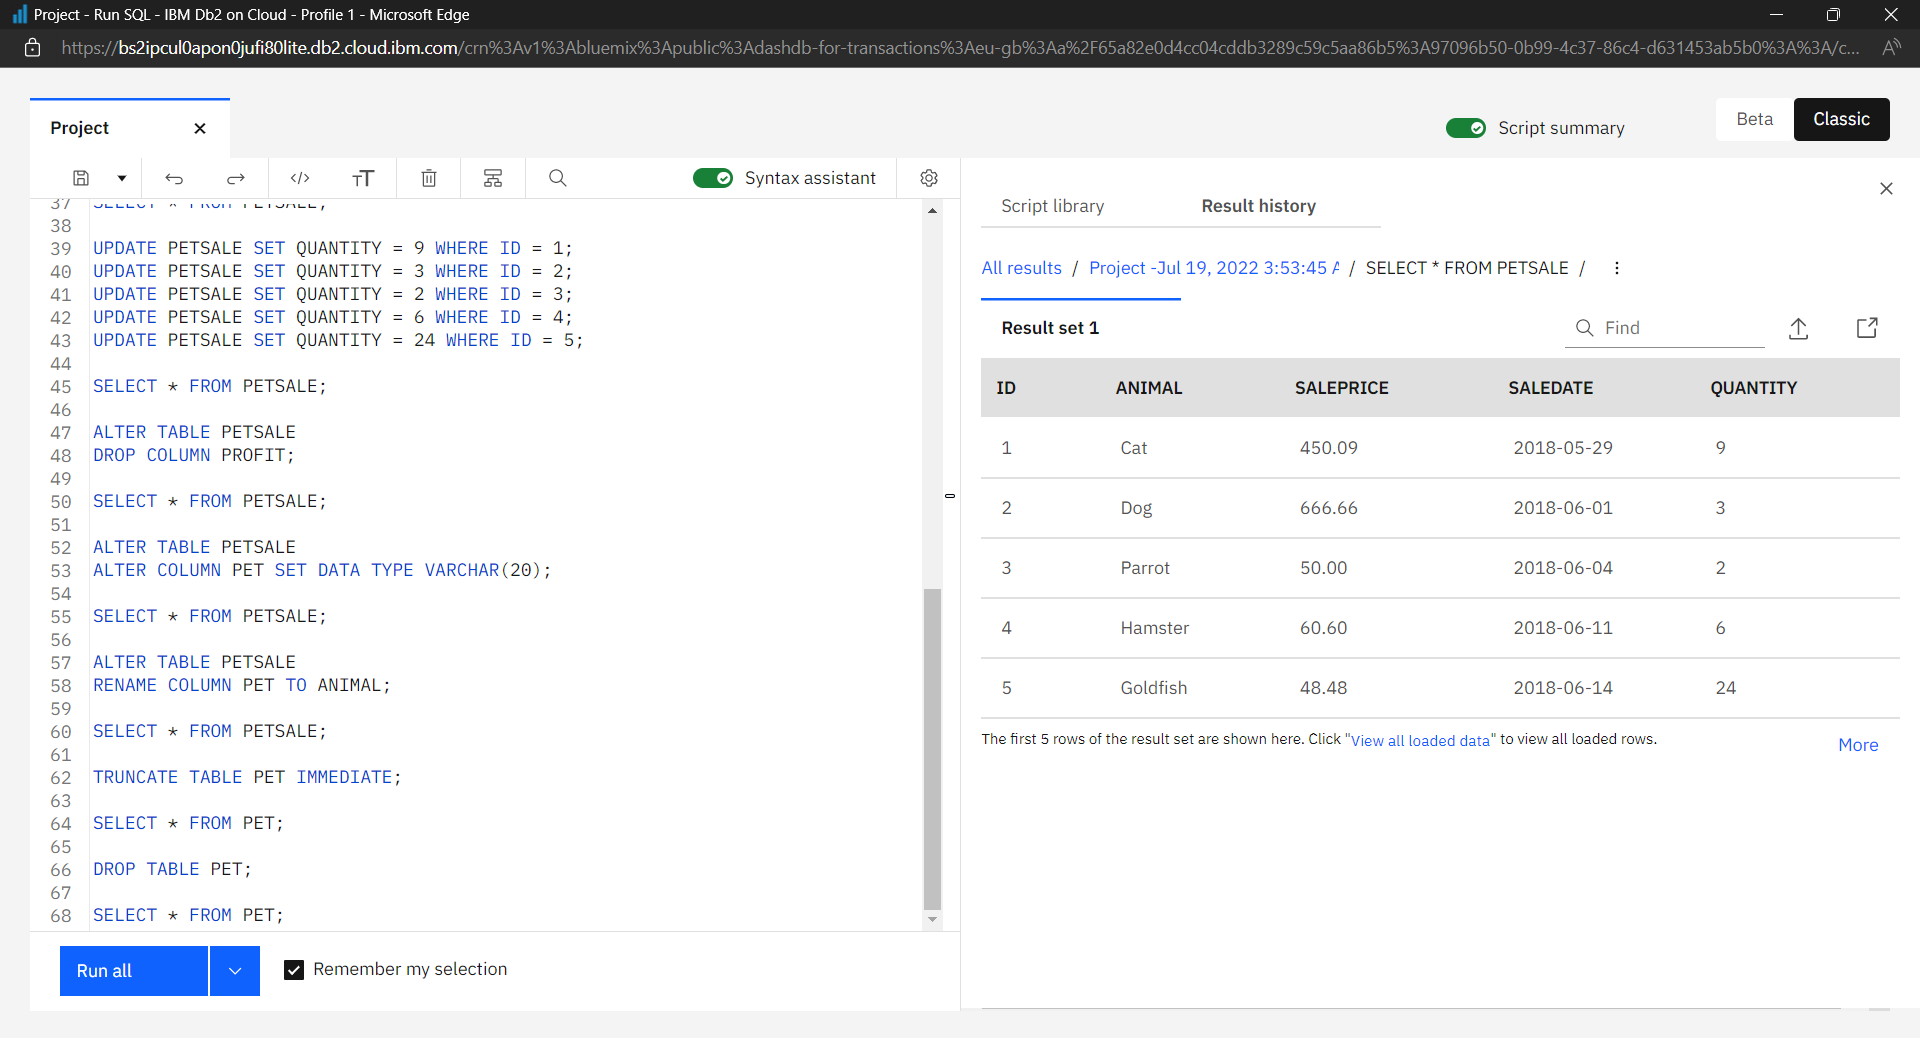 Project - Run SQL - IBM Db2 on Cloud - Profile 1 - Microsoft Edge
https://bs2ipcul0apon0jufi80lite.db2.cloud.ibm.com/crn%3Av1%3Abluemix%3Apublic%3Adashdb-for-transactions%3Aeu-gb%3Aa%2F65a82e0d4cc04cddb3289c59c5aa86b5%3A97097b50-0b99-4c37-86c4-d631453ab5b0%3A%3A/c...
Project
Script summary
Beta
Classic
Syntax assistant
37 SELECT * FROM PETSALE;
38
39 UPDATE PETSALE SET QUANTITY = 9 WHERE ID = 1;
40 UPDATE PETSALE SET QUANTITY = 3 WHERE ID = 2;
41 UPDATE PETSALE SET QUANTITY = 2 WHERE ID = 3;
42 UPDATE PETSALE SET QUANTITY = 6 WHERE ID = 4;
43 UPDATE PETSALE SET QUANTITY = 24 WHERE ID = 5;
44
45 SELECT * FROM PETSALE;
46
47 ALTER TABLE PETSALE
48 DROP COLUMN PROFIT;
49
50 SELECT * FROM PETSALE;
51
52 ALTER TABLE PETSALE
53 ALTER COLUMN PET SET DATA TYPE VARCHAR(20);
54
55 SELECT * FROM PETSALE;
56
57 ALTER TABLE PETSALE
58 RENAME COLUMN PET TO ANIMAL;
59
60 SELECT * FROM PETSALE;
61
62 TRUNCATE TABLE PET IMMEDIATE;
63
64 SELECT * FROM PET;
65
66 DROP TABLE PET;
67
68 SELECT * FROM PET;
Run all
Remember my selection
Script library
Result history
All results / Project -Jul 19, 2022 3:53:45 A / SELECT * FROM PETSALE /
Result set 1
Find
ID ANIMAL SALEPRICE SALEDATE QUANTITY
1 Cat 450.09 2018-05-29 9
2 Dog 666.66 2018-06-01 3
3 Parrot 50.00 2018-06-04 2
4 Hamster 60.60 2018-06-11 6
5 Goldfish 48.48 2018-06-14 24
The first 5 rows of the result set are shown here. Click "View all loaded data" to view all loaded rows.
More